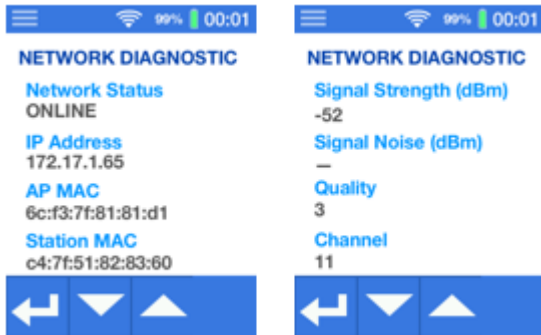 99% 00:01
NETWORK DIAGNOSTIC
Network Status
ONLINE
IP Address
172.17.1.65
AP MAC
6c:f3:7f:81:81:d1
Station MAC
c4:7f:51:82:83:60
99% 00:01
NETWORK DIAGNOSTIC
Signal Strength (dBm)
-52
Signal Noise (dBm)
—
Quality
3
Channel
11